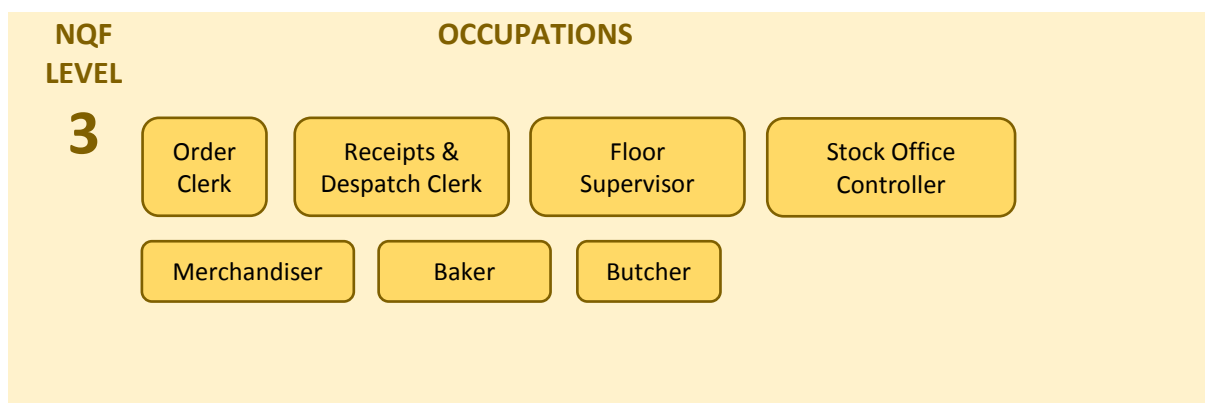 NQF
LEVEL
OCCUPATIONS
3
Order
Clerk
Receipts &
Despatch Clerk
Floor
Supervisor
Stock Office
Controller
Merchandiser
Baker
Butcher